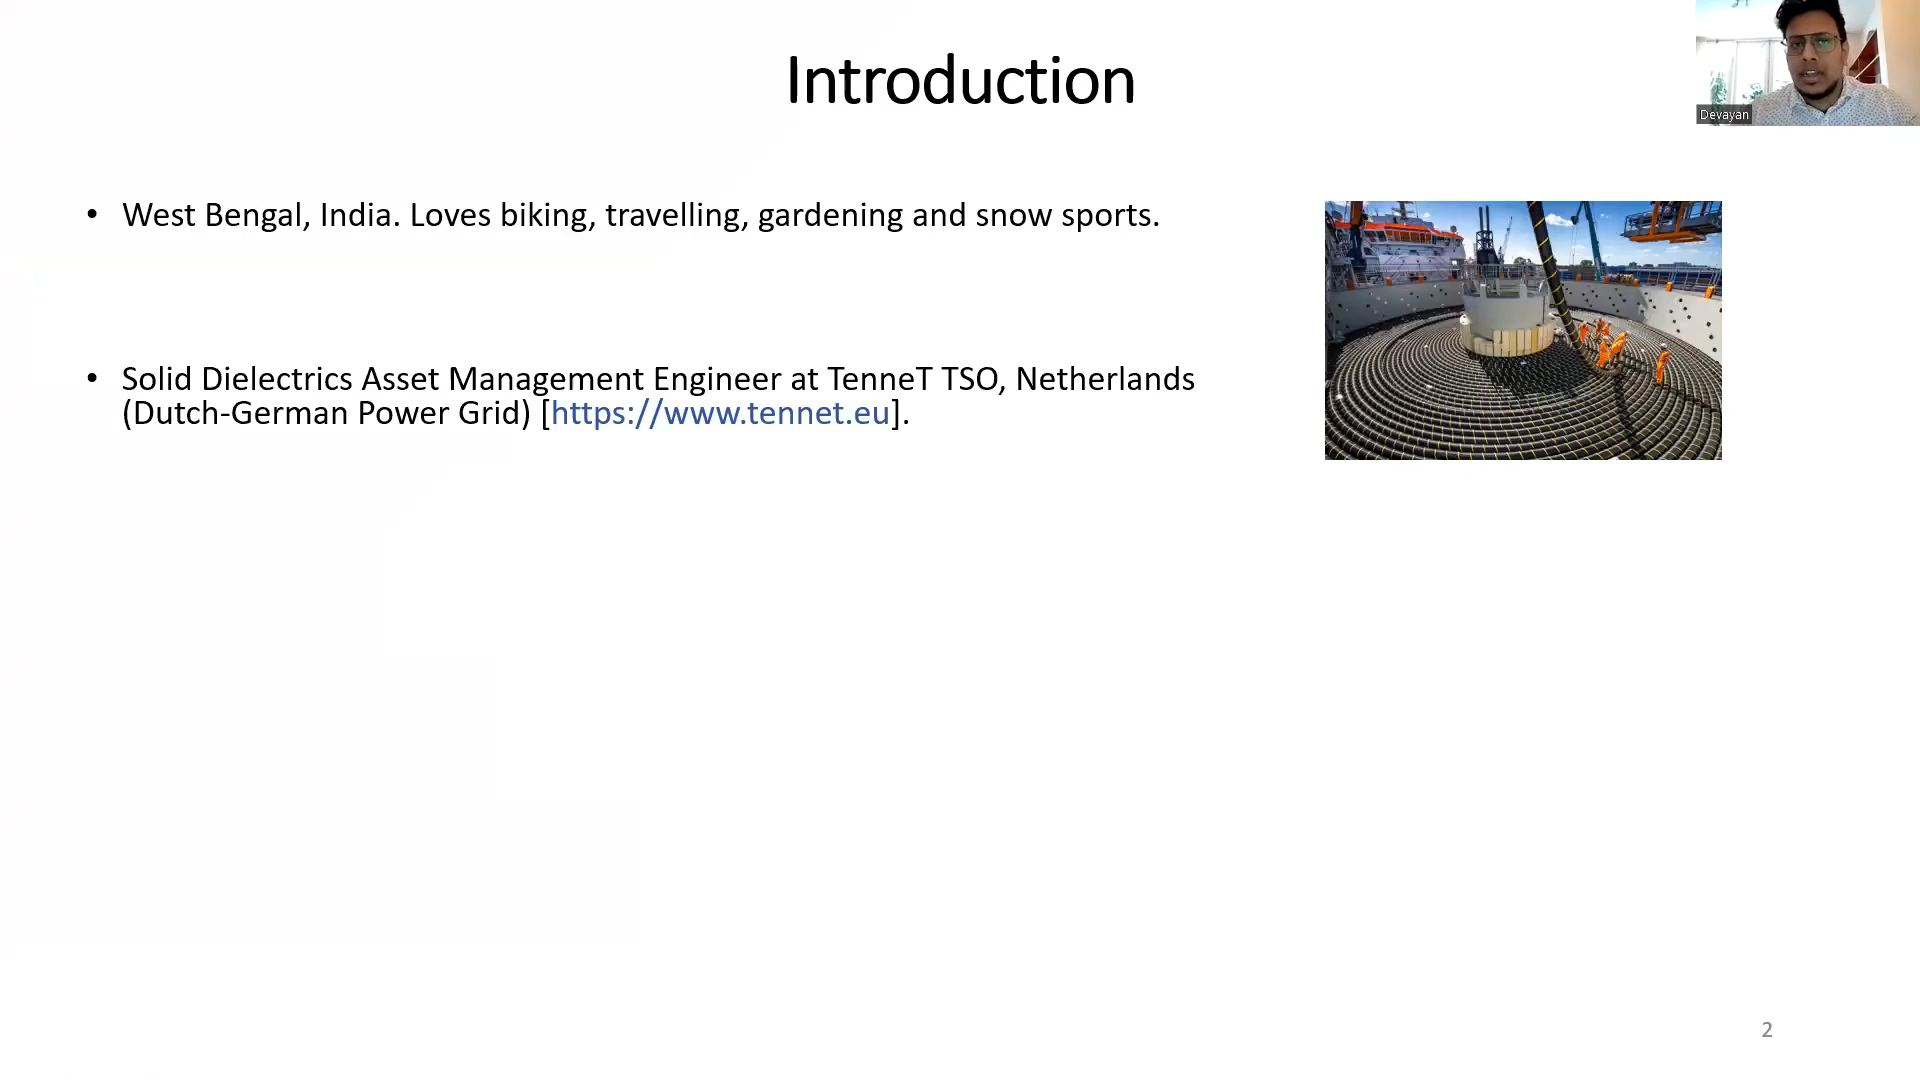 Introduction
Devayan
• West Bengal, India. Loves biking, travelling, gardening and snow sports.
• Solid Dielectrics Asset Management Engineer at TenneT TSO, Netherlands
(Dutch-German Power Grid) [https://www.tennet.eu].
2